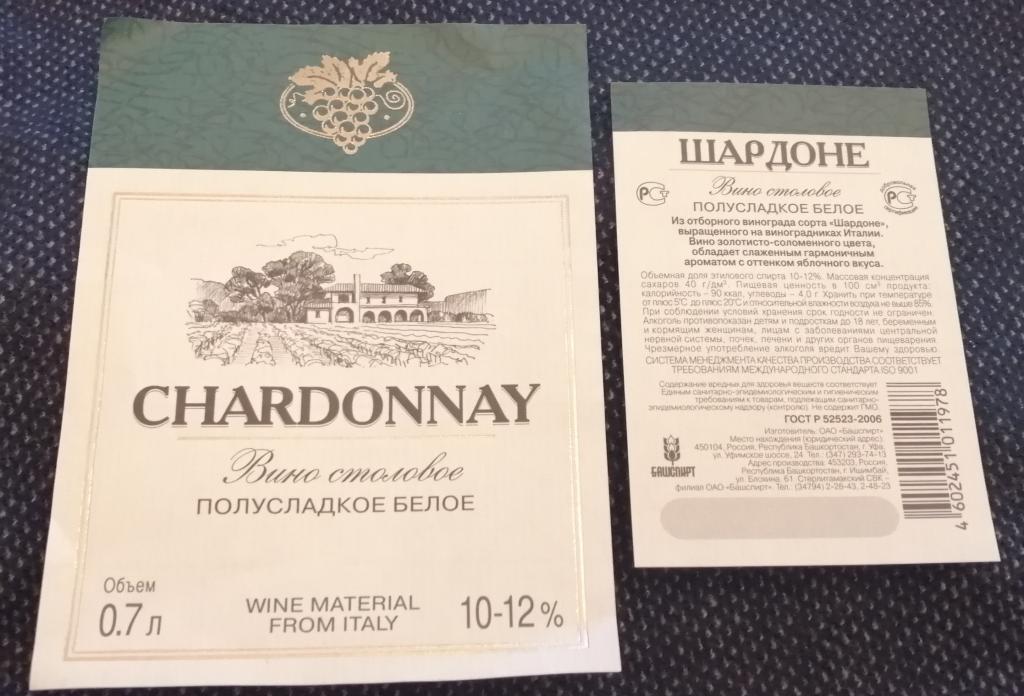 CHARDONNAY
Вино столовое
ПОЛУСЛАДКОЕ БЕЛОЕ
Объем
0.7 л
WINE MATERIAL
FROM ITALY
10-12%
ШАРДОНЕ
Вино столовое
ПОЛУСЛАДКОЕ БЕЛОЕ
РСТ
добровольная
сертификация
Из отборного винограда сорта «Шардоне»,
выращенного на виноградниках Италии.
Вино золотисто-соломенного цвета,
обладает слаженным гармоничным
ароматом с оттенком яблочного вкуса.
Объемная доля этилового спирта 10-12%. Массовая концентрация
сахаров 40 г/дм³. Пищевая ценность в 100 см³ продукта:
калорийность – 90 ккал, углеводы – 4,0 г. Хранить при температуре
от плюс 5°С до плюс 20°С и относительной влажности воздуха не выше 85%.
При соблюдении условий хранения срок годности не ограничен.
Алкоголь противопоказан детям и подросткам до 18 лет, беременным
и кормящим женщинам, лицам с заболеваниями центральной
нервной системы, почек, печени и других органов пищеварения.
Чрезмерное употребление алкоголя вредит Вашему здоровью.
СИСТЕМА МЕНЕДЖМЕНТА КАЧЕСТВА ПРОИЗВОДСТВА СООТВЕТСТВУЕТ
ТРЕБОВАНИЯМ МЕЖДУНАРОДНОГО СТАНДАРТА ISO 9001
Содержание вредных для здоровья веществ соответствует
Единым санитарно-эпидемиологическим и гигиеническим
требованиям к товарам, подлежащим санитарно-
эпидемиологическому надзору (контролю). Не содержит ГМО.
ГОСТ Р 52523-2006
Изготовитель: ОАО «Башспирт»
Место нахождения (юридический адрес):
450104, Россия, Республика Башкортостан, г. Уфа,
ул. Уфимское шоссе, 24. Тел.: (347) 293-74-13
Адрес производства: 453203, Россия,
Республика Башкортостан, г. Ишимбай,
ул. Блохина, 61. Стерлитамакский СВК –
филиал ОАО «Башспирт». Тел.: (34794) 2-26-43, 2-48-23
БАШСПИРТ
4 602451 011978